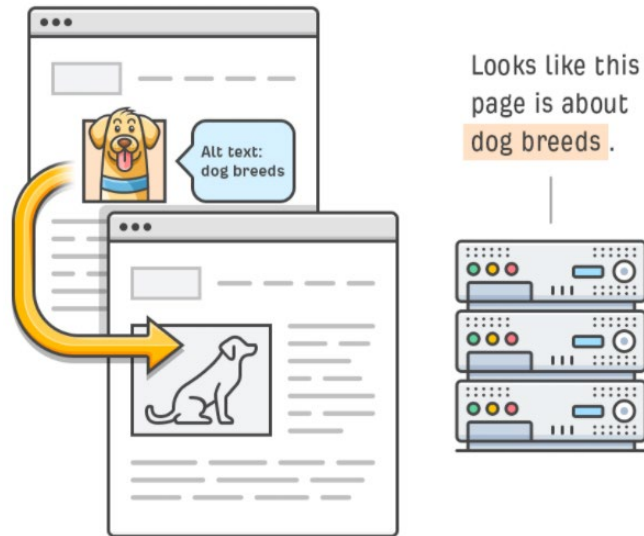 Alt text:
dog breeds
Looks like this
page is about
dog breeds.